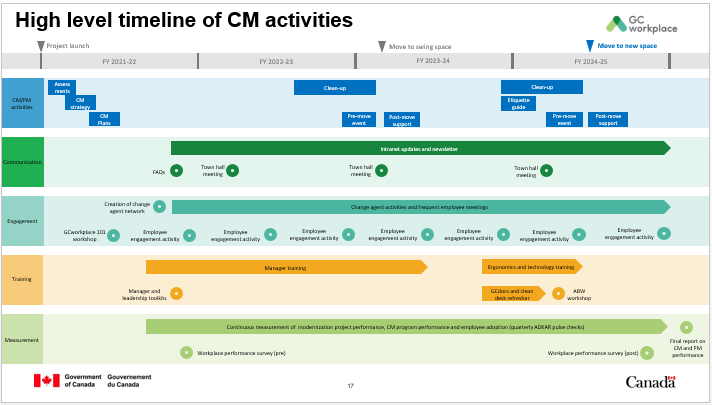 High level timeline of CM activities
GC
workplace
Project launch
Move to swing space
Move to new space
FY 2021-22
FY 2022-23
FY 2023-24
FY 2024-25
CM/PM
activities
Assess
ments
CM
strategy
CM
Plans
Clean-up
Pre-move
event
Post-move
support
Clean-up
Etiquette
guide
Pre-move
event
Post-move
support
Communication
Intranet updates and newsletter
FAQs
Town hall
meeting
Town hall
meeting
Town hall
meeting
Engagement
Creation of change
agent network
Change agent activities and frequent employee meetings
GCworkplace 101
workshop
Employee
engagement activity
Employee
engagement activity
Employee
engagement activity
Employee
engagement activity
Employee
engagement activity
Employee
engagement activity
Employee
engagement activity
Training
Manager training
Ergonomics and technology training
Manager and
leadership toolkits
GCdocs and clean
desk refresher
ABW
workshop
Measurement
Continuous measurement of modernization project performance, CM program performance and employee adoption (quarterly ADKAR pulse checks)
Workplace performance survey (pre)
Workplace performance survey (post)
Final report on
CM and PM
performance
Government
of Canada
Gouvernement
du Canada
17
Canada